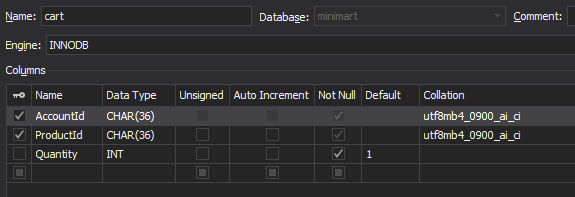 Name: cart Database: minimart Comment:
Engine: INNODB
Columns
Name Data Type Unsigned Auto Increment Not Null Default Collation
AccountId CHAR(36) utf8mb4_0900_ai_ci
ProductId CHAR(36) utf8mb4_0900_ai_ci
Quantity INT 1